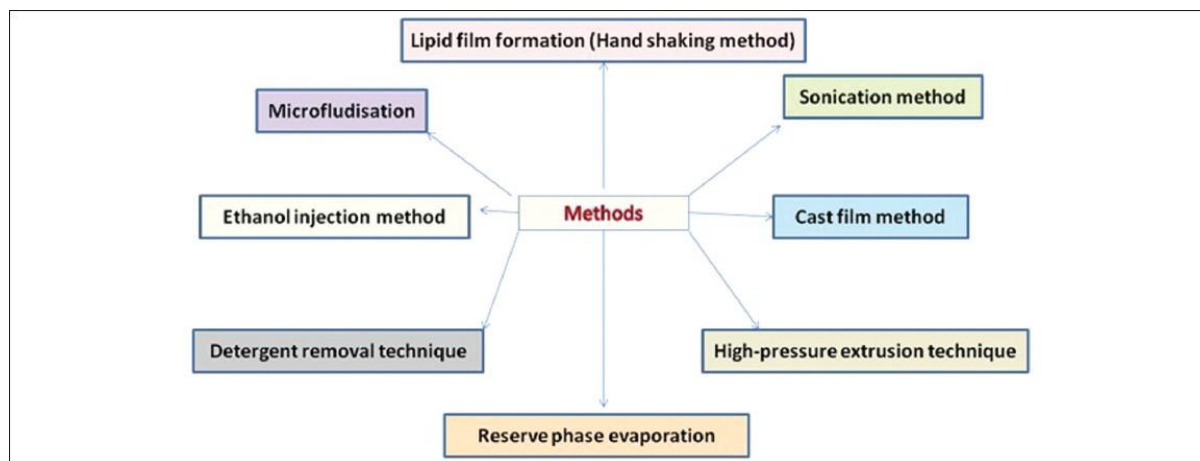 Lipid film formation (Hand shaking method)
Sonication method
Microfludisation
Ethanol injection method
Methods
Cast film method
Detergent removal technique
High-pressure extrusion technique
Reserve phase evaporation